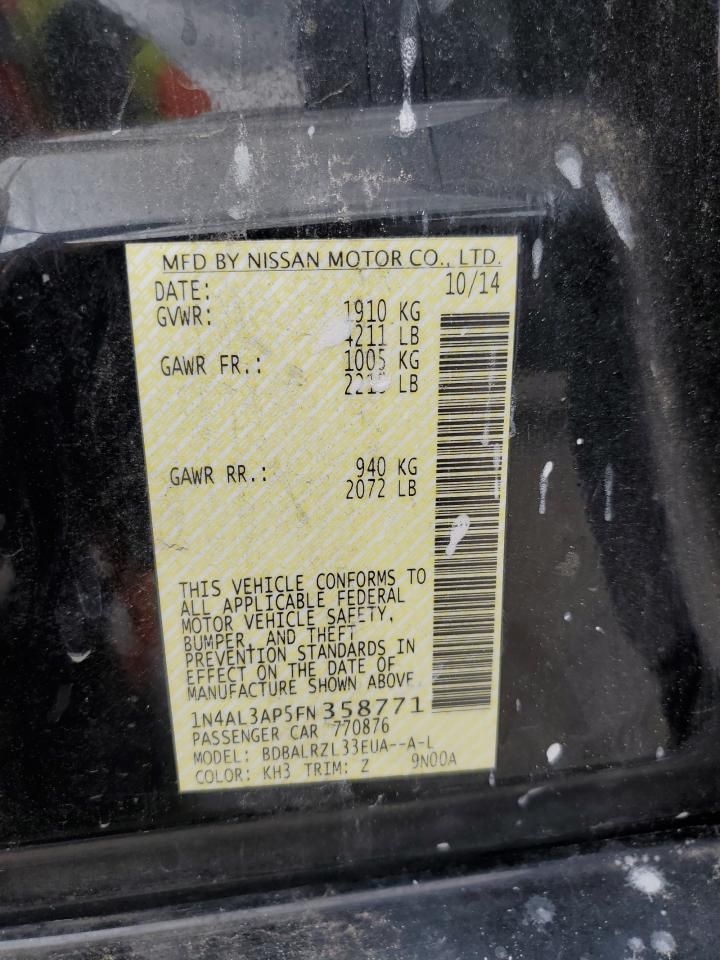 MFD BY NISSAN MOTOR CO., LTD.
DATE: 10/14
GVWR: 1910 KG
4211 LB
GAWR FR.: 1005 KG
LB
GAWR RR.: 940 KG
2072 LB
THIS VEHICLE CONFORMS TO
ALL APPLICABLE FEDERAL
MOTOR VEHICLE SAFETY,
BUMPER, AND THEFT
PREVENTION STANDARDS IN
EFFECT ON THE DATE OF
MANUFACTURE SHOWN ABOVE.
1N4AL3AP5FN358771
PASSENGER CAR 770876
MODEL: BDBALRZL33EUA--A-L
COLOR: KH3 TRIM: Z 9N00A